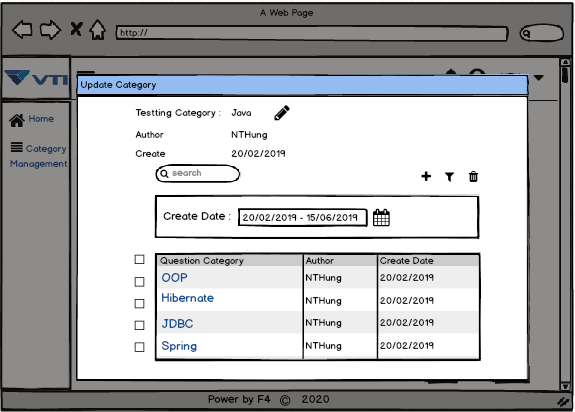 A Web Page
http://
VTI
Update Category
Home
Category
Management
Testting Category : Java
Author NTHung
Create 20/02/2019
search
Create Date : 20/02/2019 - 15/06/2019
Question Category Author Create Date
OOP NTHung 20/02/2019
Hibernate NTHung 20/02/2019
JDBC NTHung 20/02/2019
Spring NTHung 20/02/2019
Power by F4 © 2020